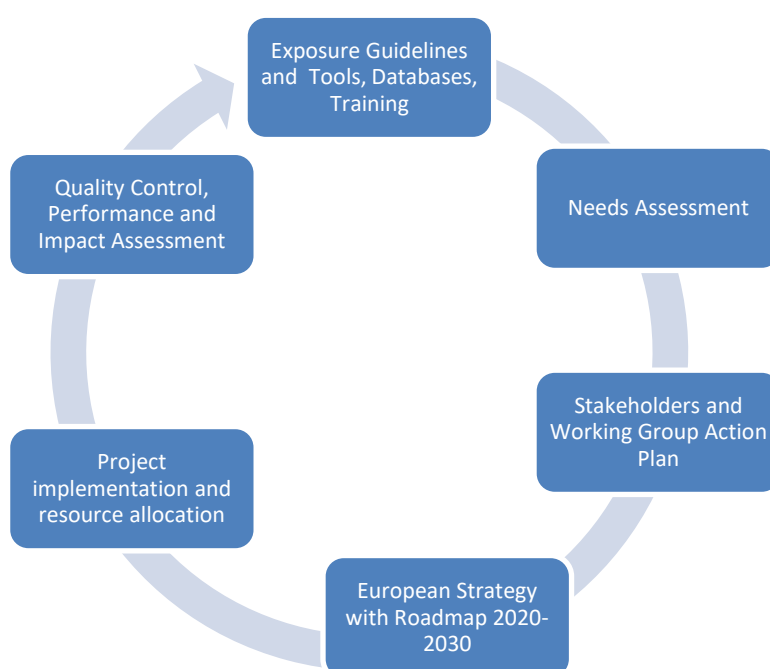 Exposure Guidelines
and Tools, Databases,
Training
Needs Assessment
Stakeholders and
Working Group Action
Plan
European Strategy
with Roadmap 2020-
2030
Project
implementation and
resource allocation
Quality Control,
Performance and
Impact Assessment